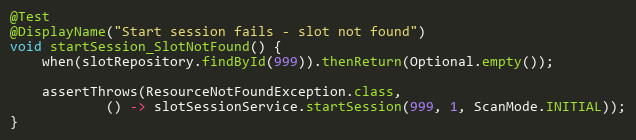 @Test
@DisplayName("Start session fails - slot not found")
void startSession_SlotNotFound() {
    when(slotRepository.findById(999)).thenReturn(Optional.empty());

    assertThrows(ResourceNotFoundException.class,
            () -> slotSessionService.startSession(999, 1, ScanMode.INITIAL));
}